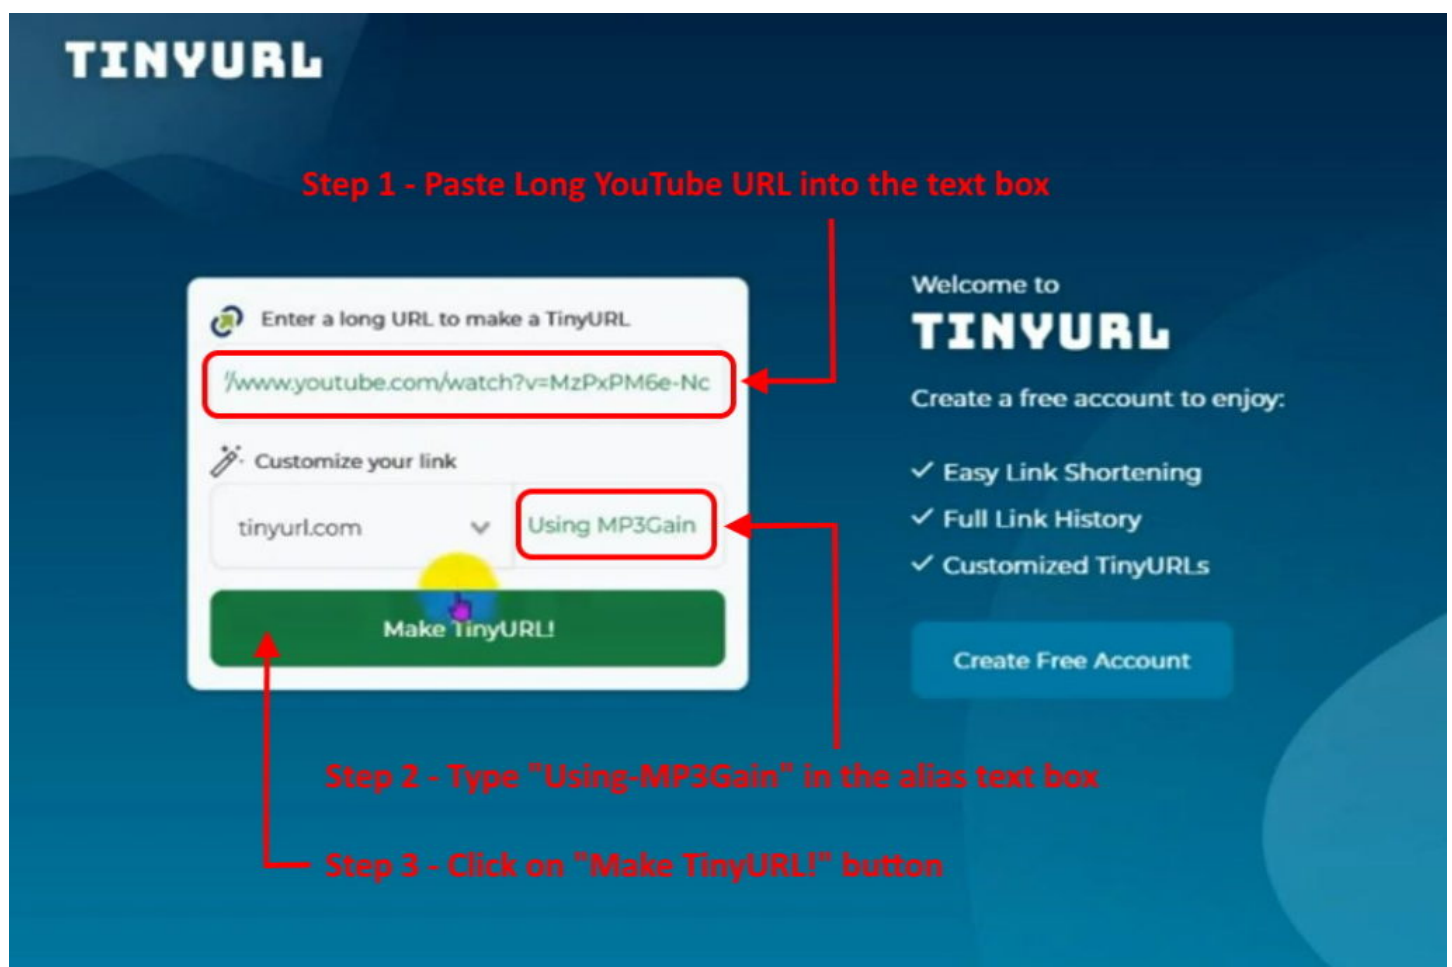 TINYURL
Step 1 - Paste Long YouTube URL into the text box
Enter a long URL to make a TinyURL
/www.youtube.com/watch?v=MzPxPM6e-Nc
Customize your link
tinyurl.com
Using MP3Gain
Make TinyURL!
Welcome to
TINYURL
Create a free account to enjoy:
✓ Easy Link Shortening
✓ Full Link History
✓ Customized TinyURLs
Create Free Account
Step 2 - Type "Using-MP3Gain" in the alias text box
Step 3 - Click on "Make TinyURL!" button